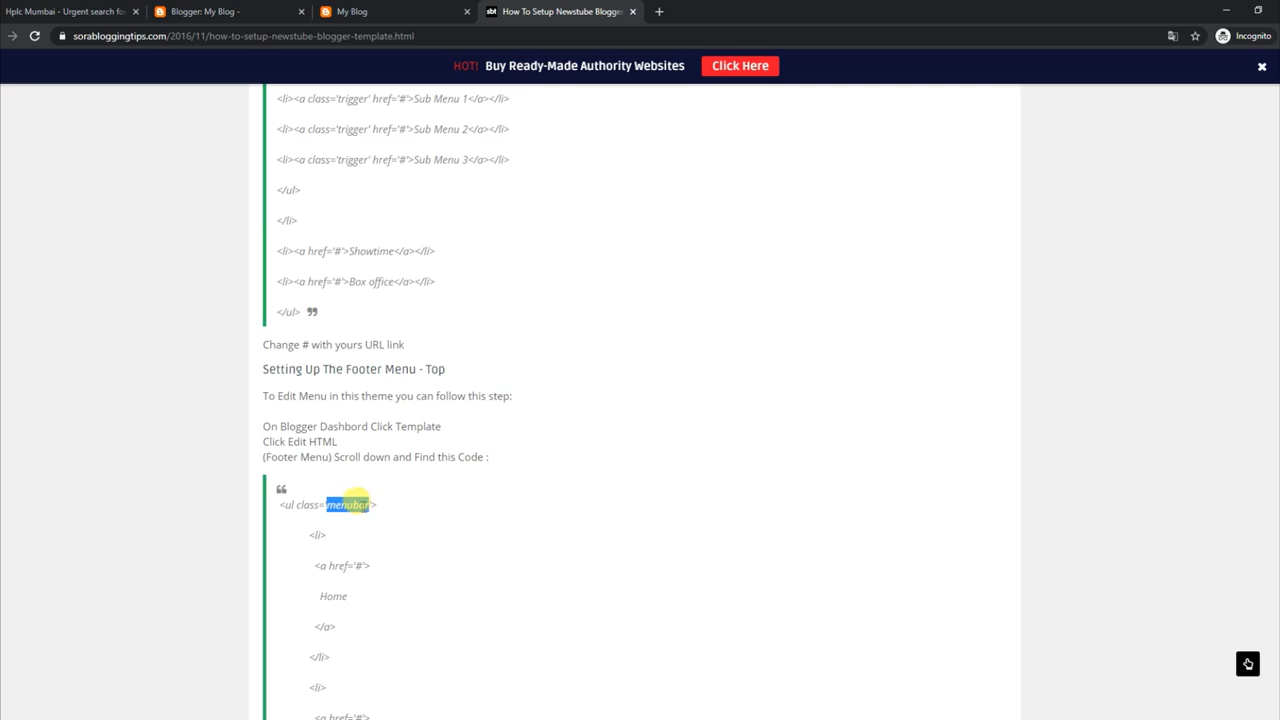 Hplc Mumbai - Urgent search for
Blogger: My Blog -
My Blog
sbt
How To Setup Newstube Blogger
sorabloggingtips.com/2016/11/how-to-setup-newstube-blogger-template.html
Incognito
HOT! Buy Ready-Made Authority Websites Click Here
<li><a class='trigger' href='#'>Sub Menu 1</a></li>
<li><a class='trigger' href='#'>Sub Menu 2</a></li>
<li><a class='trigger' href='#'>Sub Menu 3</a></li>
</ul>
</li>
<li><a href='#'>Showtime</a></li>
<li><a href='#'>Box office</a></li>
</ul>
Change # with yours URL link
Setting Up The Footer Menu - Top
To Edit Menu in this theme you can follow this step:
On Blogger Dashbord Click Template
Click Edit HTML
(Footer Menu) Scroll down and Find this Code :
<ul class='menubar'>
<li>
<a href='#'>
Home
</a>
</li>
<li>
<a href='#'>